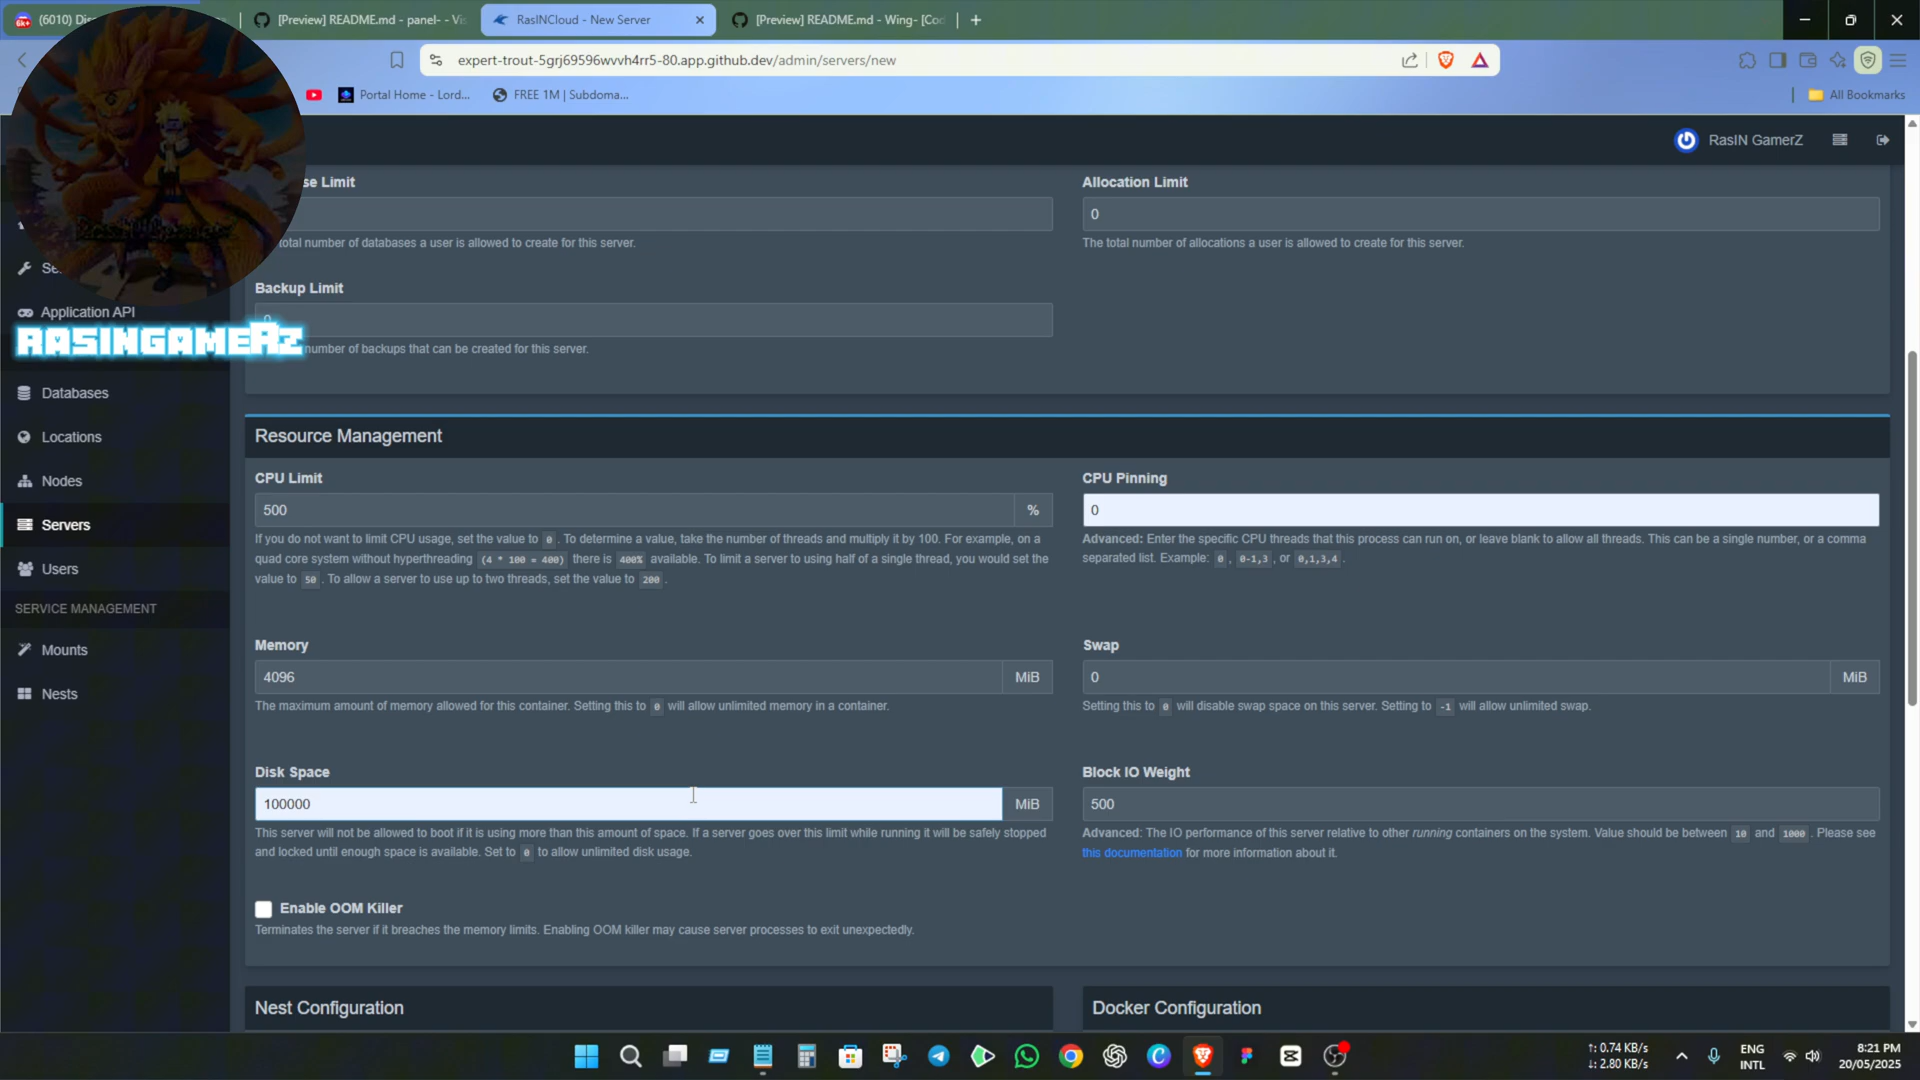 (6010) Dis
[Preview] README.md - panel- - Vis
RasINCloud - New Server
[Preview] README.md - Wing- [Cod
expert-trout-5grj69596wvvh4rr5-80.app.github.dev/admin/servers/new
Portal Home - Lord...
FREE 1M | Subdoma...
All Bookmarks
RasIN GamerZ
se Limit
total number of databases a user is allowed to create for this server.
Allocation Limit
0
The total number of allocations a user is allowed to create for this server.
Backup Limit
0
number of backups that can be created for this server.
Se
Application API
RASINGAMERZ
Databases
Locations
Nodes
Servers
Users
SERVICE MANAGEMENT
Mounts
Nests
Resource Management
CPU Limit
500 %
If you do not want to limit CPU usage, set the value to 0 . To determine a value, take the number of threads and multiply it by 100. For example, on a
quad core system without hyperthreading (4 * 100 = 400) there is 400% available. To limit a server to using half of a single thread, you would set the
value to 50 . To allow a server to use up to two threads, set the value to 200 .
CPU Pinning
0
Advanced: Enter the specific CPU threads that this process can run on, or leave blank to allow all threads. This can be a single number, or a comma
separated list. Example: 0 , 0-1,3 , or 0,1,3,4 .
Memory
4096 MiB
The maximum amount of memory allowed for this container. Setting this to 0 will allow unlimited memory in a container.
Swap
0 MiB
Setting this to 0 will disable swap space on this server. Setting to -1 will allow unlimited swap.
Disk Space
100000 MiB
This server will not be allowed to boot if it is using more than this amount of space. If a server goes over this limit while running it will be safely stopped
and locked until enough space is available. Set to 0 to allow unlimited disk usage.
Block IO Weight
500
Advanced: The IO performance of this server relative to other running containers on the system. Value should be between 10 and 1000 . Please see
this documentation for more information about it.
Enable OOM Killer
Terminates the server if it breaches the memory limits. Enabling OOM killer may cause server processes to exit unexpectedly.
Nest Configuration
Docker Configuration
↑: 0.74 KB/s
↓: 2.80 KB/s
ENG
INTL
8:21 PM
20/05/2025